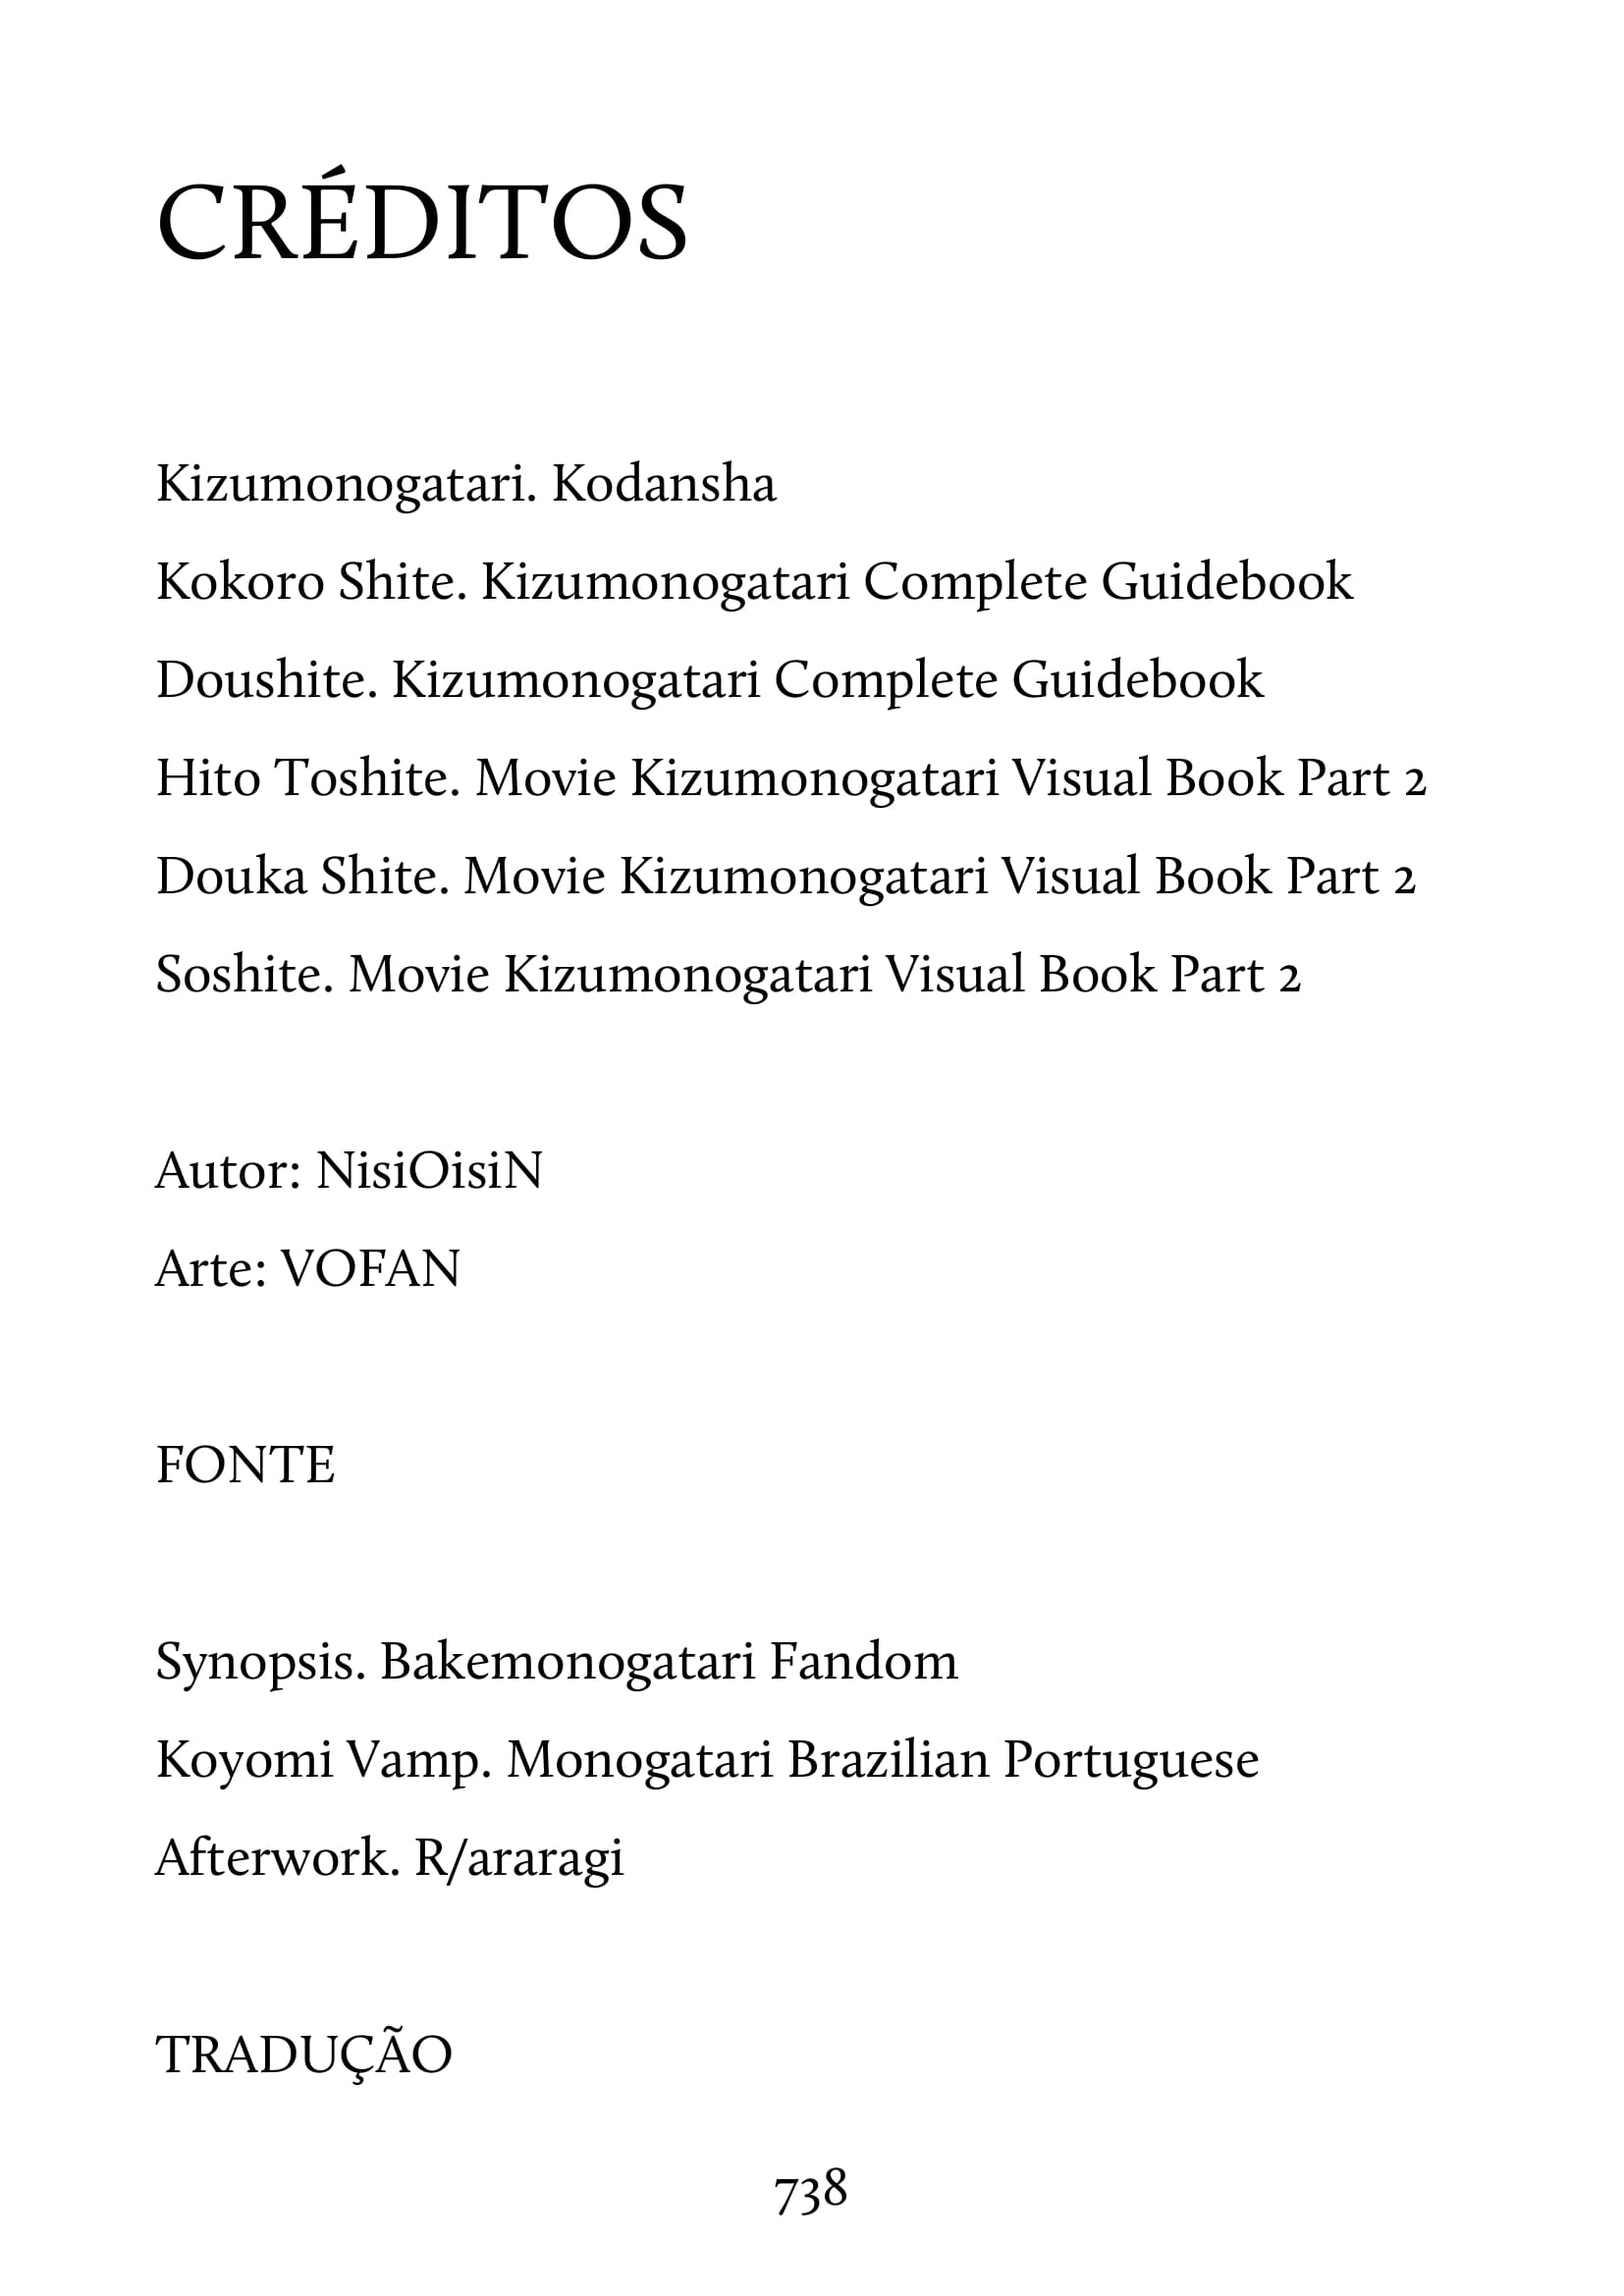 CRÉDITOS
Kizumonogatari. Kodansha
Kokoro Shite. Kizumonogatari Complete Guidebook
Doushite. Kizumonogatari Complete Guidebook
Hito Toshite. Movie Kizumonogatari Visual Book Part 2
Douka Shite. Movie Kizumonogatari Visual Book Part 2
Soshite. Movie Kizumonogatari Visual Book Part 2
Autor: NisiOisiN
Arte: VOFAN
FONTE
Synopsis. Bakemonogatari Fandom
Koyomi Vamp. Monogatari Brazilian Portuguese
Afterwork. R/araragi
TRADUÇÃO
738